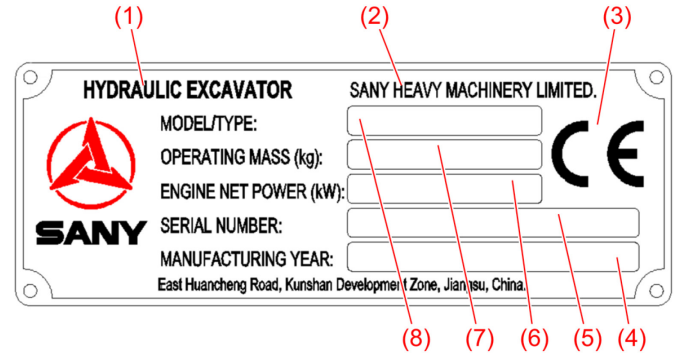 (1) (2) (3)
HYDRAULIC EXCAVATOR SANY HEAVY MACHINERY LIMITED.
MODEL/TYPE:
OPERATING MASS (kg):
CE
ENGINE NET POWER (kW):
SANY
SERIAL NUMBER:
MANUFACTURING YEAR:
East Huancheng Road, Kunshan Development Zone, Jiangsu, China.
(8) (7) (6) (5) (4)